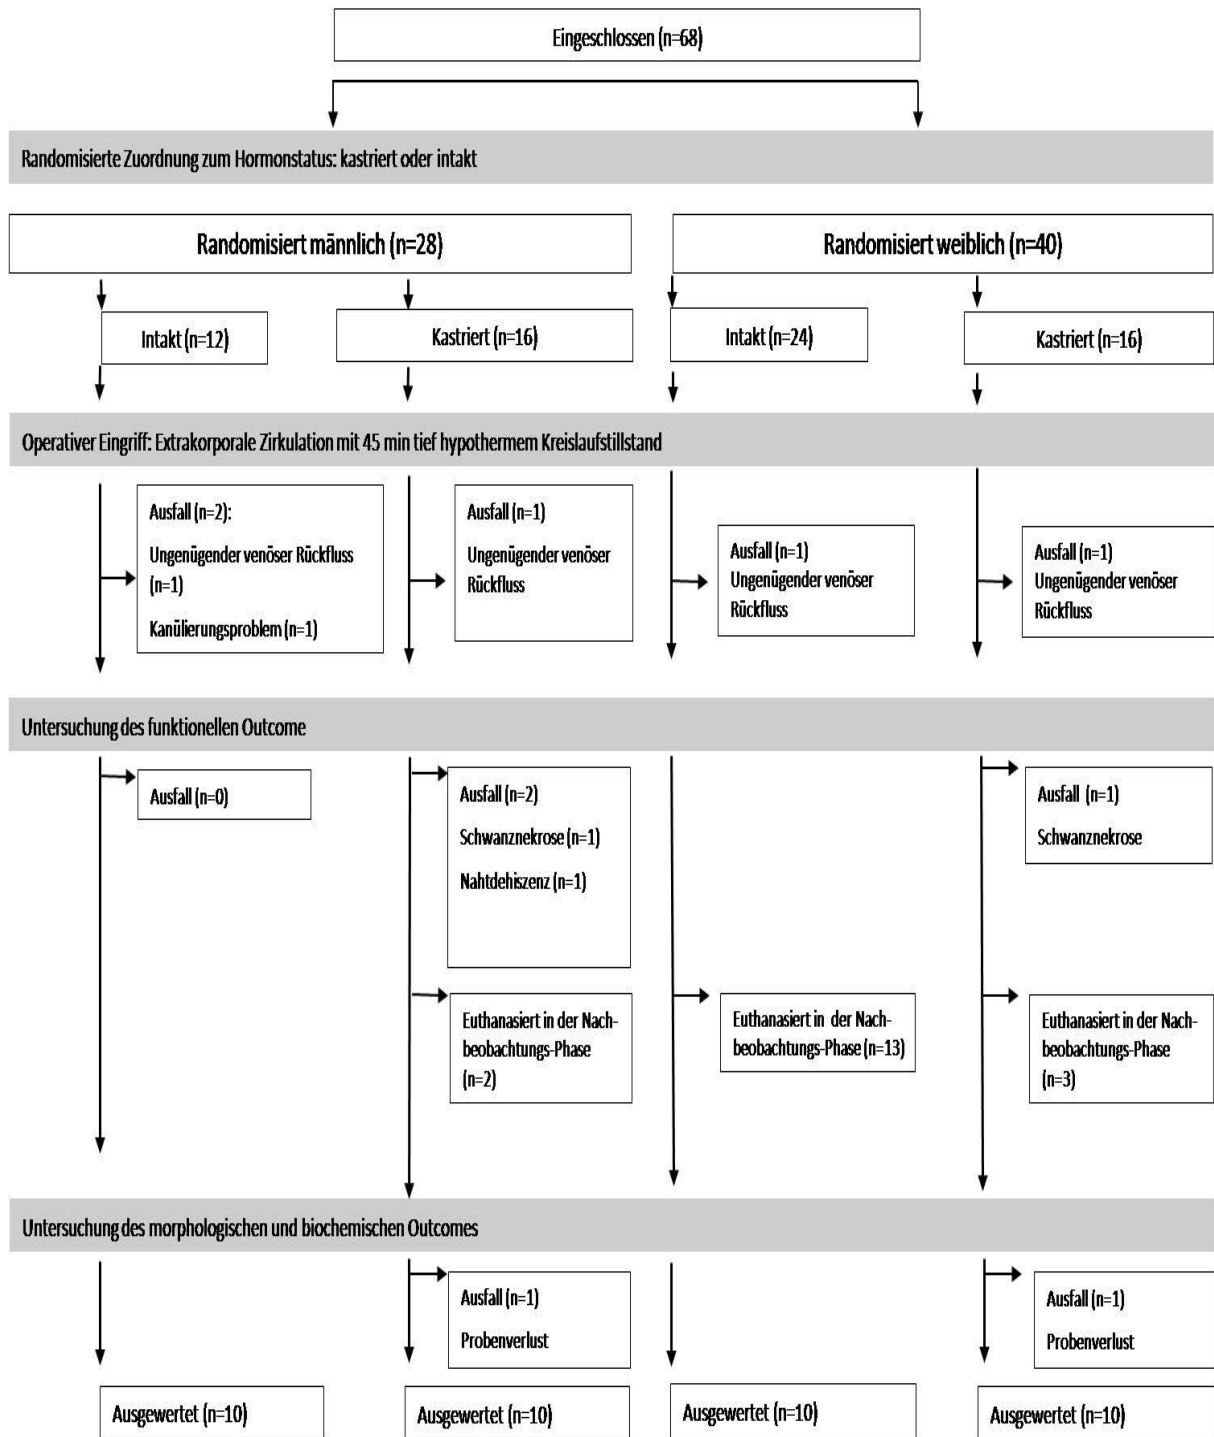 Eingeschlossen (n=68)
Randomisierte Zuordnung zum Hormonstatus: kastriert oder intakt
Randomisiert männlich (n=28)
Randomisiert weiblich (n=40)
Intakt (n=12)
Kastriert (n=16)
Intakt (n=24)
Kastriert (n=16)
Operativer Eingriff: Extrakorporale Zirkulation mit 45 min tief hypothermem Kreislaufstillstand
Ausfall (n=2):
Ungenügender venöser Rückfluss
(n=1)
Kanülierungsproblem (n=1)
Ausfall (n=1)
Ungenügender venöser
Rückfluss
Ausfall (n=1)
Ungenügender venöser
Rückfluss
Ausfall (n=1)
Ungenügender venöser
Rückfluss
Untersuchung des funktionellen Outcome
Ausfall (n=0)
Ausfall (n=2)
Schwanznekrose (n=1)
Nahtdehiszenz (n=1)
Ausfall (n=1)
Schwanznekrose
Euthanasiert in der Nach-
beobachtungs-Phase
(n=2)
Euthanasiert in der Nach-
beobachtungs-Phase (n=13)
Euthanasiert in der Nach-
beobachtungs-Phase
(n=3)
Untersuchung des morphologischen und biochemischen Outcomes
Ausfall (n=1)
Probenverlust
Ausfall (n=1)
Probenverlust
Ausgewertet (n=10)
Ausgewertet (n=10)
Ausgewertet (n=10)
Ausgewertet (n=10)